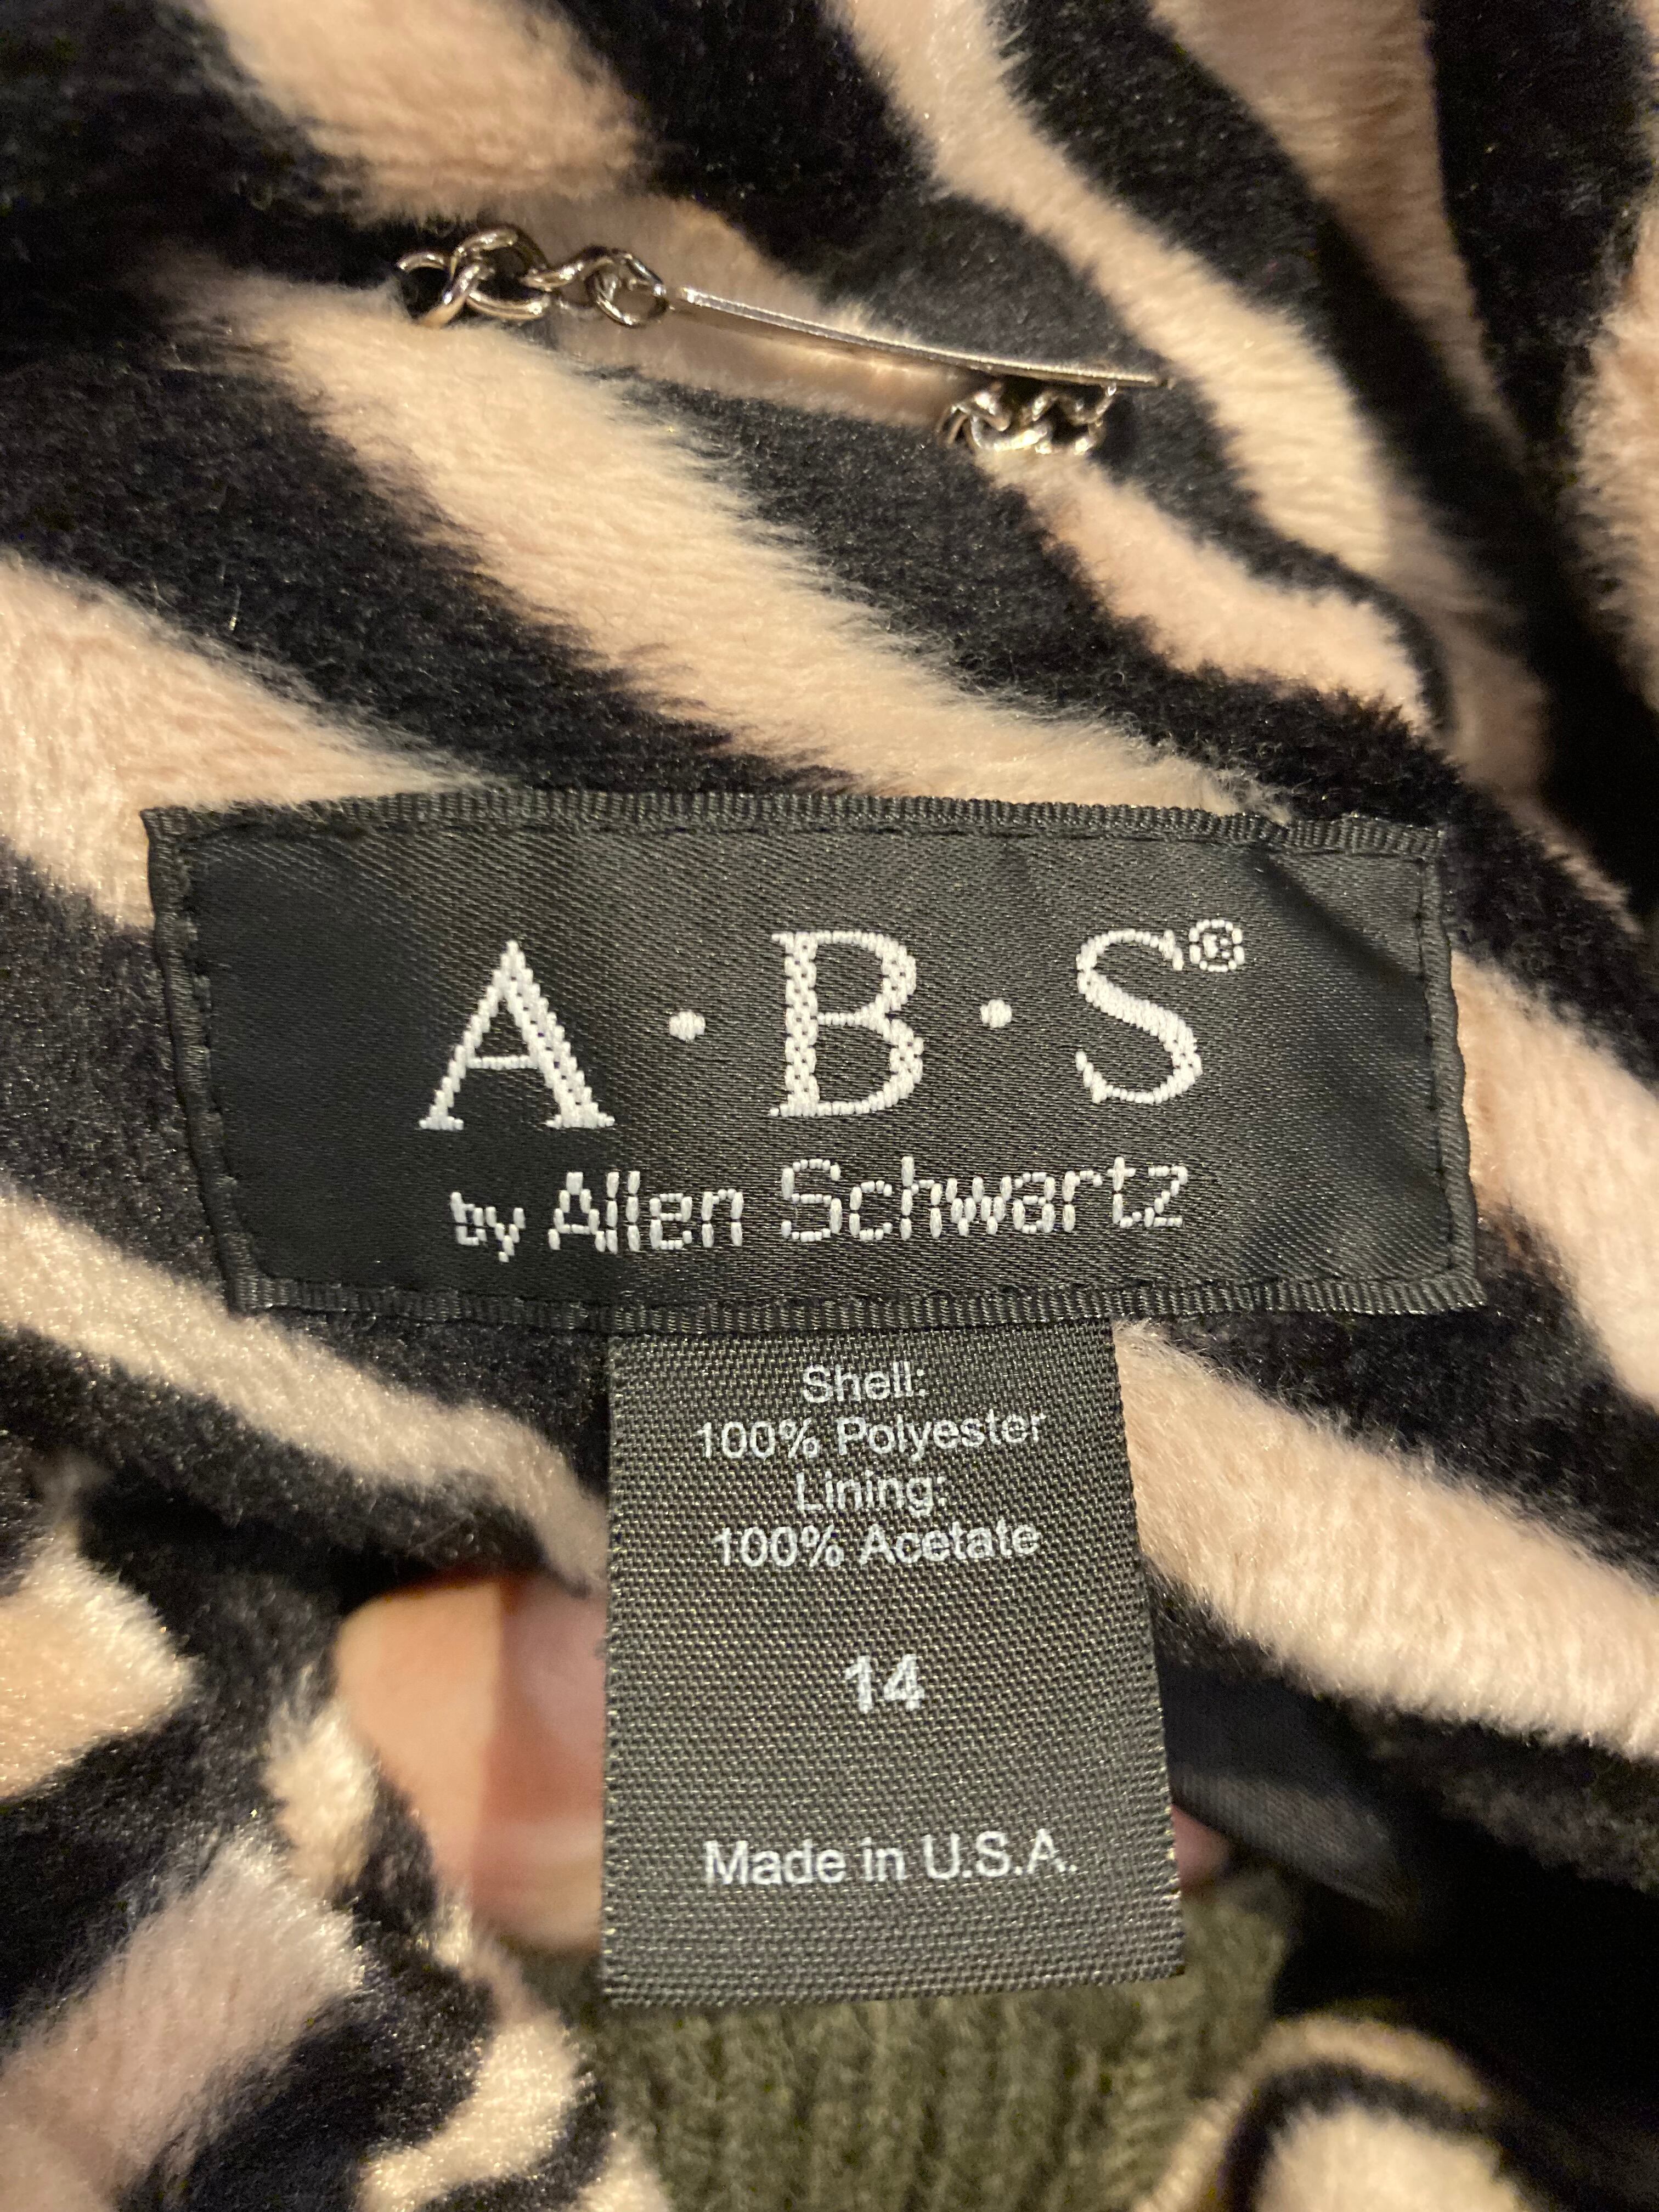 A·B·S®
by Allen Schwartz
Shell:
100% Polyester
Lining:
100% Acetate
14
Made in U.S.A.